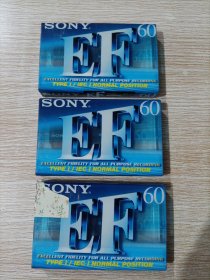 SONY
EF 60
EXCELLENT FIDELITY FOR ALL PURPOSE RECORDING
TYPE I / IEC I NORMAL POSITION
SONY
EF 60
EXCELLENT FIDELITY FOR ALL PURPOSE RECORDING
TYPE I / IEC I NORMAL POSITION
SONY
EF 60
EXCELLENT FIDELITY FOR ALL PURPOSE RECORDING
TYPE I / IEC I NORMAL POSITION